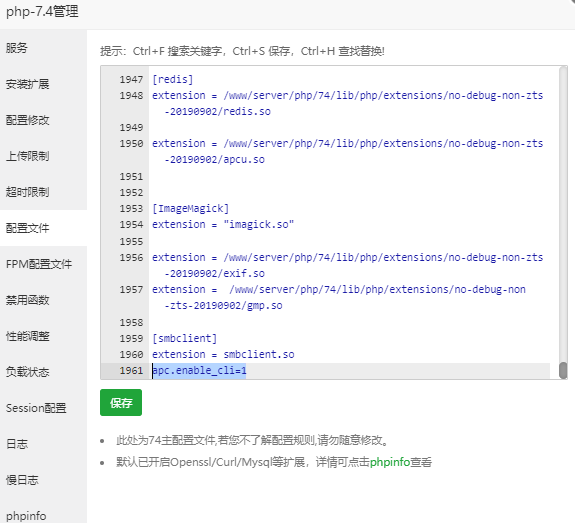 php-7.4管理
服务
安装扩展
配置修改
上传限制
超时限制
配置文件
FPM配置文件
禁用函数
性能调整
负载状态
Session配置
日志
慢日志
phpinfo
提示：Ctrl+F 搜索关键字，Ctrl+S 保存，Ctrl+H 查找替换!
1947 [redis]
1948 extension = /www/server/php/74/lib/php/extensions/no-debug-non-zts
-20190902/redis.so
1949
1950 extension = /www/server/php/74/lib/php/extensions/no-debug-non-zts
-20190902/apcu.so
1951
1952
1953 [ImageMagick]
1954 extension = "imagick.so"
1955
1956 extension = /www/server/php/74/lib/php/extensions/no-debug-non-zts
-20190902/exif.so
1957 extension =  /www/server/php/74/lib/php/extensions/no-debug-non
-zts-20190902/gmp.so
1958
1959 [smbclient]
1960 extension = smbclient.so
1961 apc.enable_cli=1
保存
此处为74主配置文件,若您不了解配置规则,请勿随意修改。
默认已开启Openssl/Curl/Mysql等扩展，详情可点击phpinfo查看